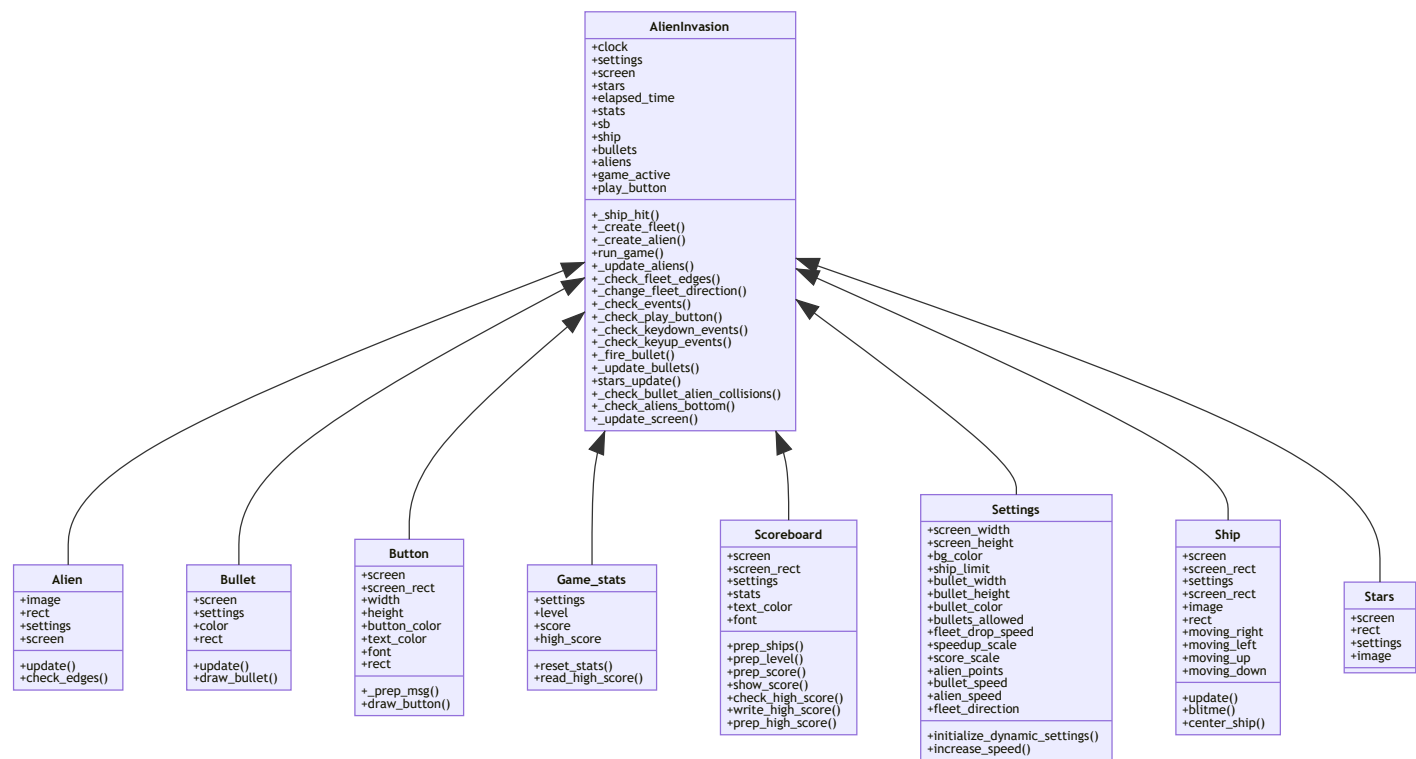 AlienInvasion
+clock
+settings
+screen
+stars
+elapsed_time
+stats
+sb
+ship
+bullets
+aliens
+game_active
+play_button
+_ship_hit()
+_create_fleet()
+_create_alien()
+run_game()
+_update_aliens()
+_check_fleet_edges()
+_change_fleet_direction()
+_check_events()
+_check_play_button()
+_check_keydown_events()
+_check_keyup_events()
+_fire_bullet()
+_update_bullets()
+stars_update()
+_check_bullet_alien_collisions()
+_check_aliens_bottom()
+_update_screen()
Alien
+image
+rect
+settings
+screen
+update()
+check_edges()
Bullet
+screen
+settings
+color
+rect
+update()
+draw_bullet()
Button
+screen
+screen_rect
+width
+height
+button_color
+text_color
+font
+rect
+_prep_msg()
+draw_button()
Game_stats
+settings
+level
+score
+high_score
+reset_stats()
+read_high_score()
Scoreboard
+screen
+screen_rect
+settings
+stats
+text_color
+font
+prep_ships()
+prep_level()
+prep_score()
+show_score()
+check_high_score()
+write_high_score()
+prep_high_score()
Settings
+screen_width
+screen_height
+bg_color
+ship_limit
+bullet_width
+bullet_height
+bullet_color
+bullets_allowed
+fleet_drop_speed
+speedup_scale
+score_scale
+alien_points
+bullet_speed
+alien_speed
+fleet_direction
+initialize_dynamic_settings()
+increase_speed()
Ship
+screen
+screen_rect
+settings
+screen_rect
+image
+rect
+moving_right
+moving_left
+moving_up
+moving_down
+update()
+blitme()
+center_ship()
Stars
+screen
+rect
+settings
+image